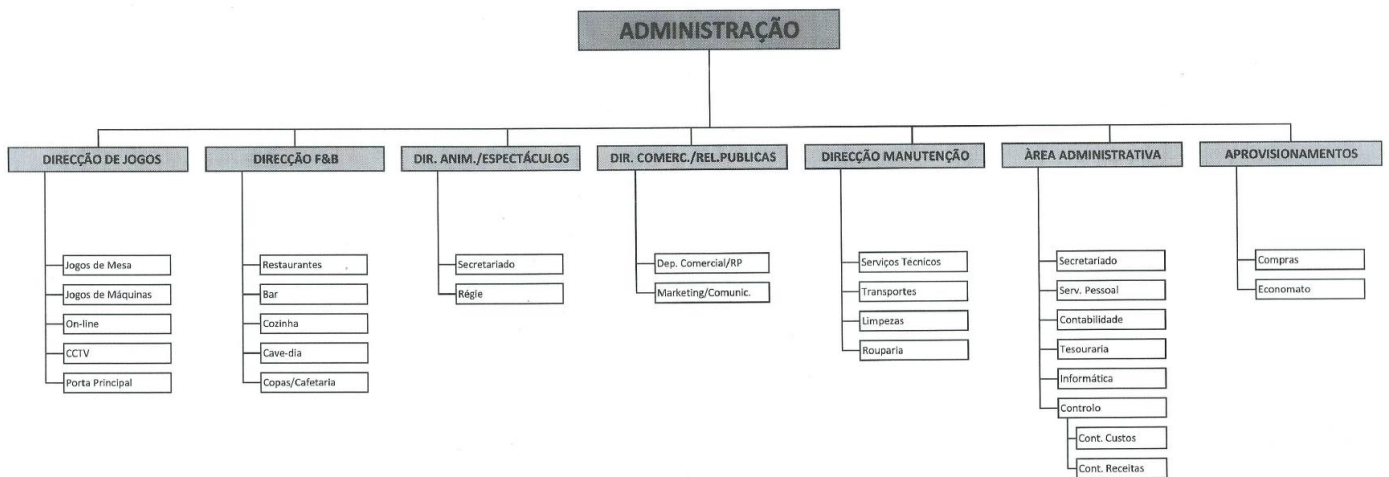 ADMINISTRAÇÃO
DIRECÇÃO DE JOGOS
Jogos de Mesa
Jogos de Máquinas
On-line
CCTV
Porta Principal
DIRECÇÃO F&B
Restaurantes
Bar
Cozinha
Cave-dia
Copas/Cafetaria
DIR. ANIM./ESPECTÁCULOS
Secretariado
Régie
DIR. COMERC./REL.PUBLICAS
Dep. Comercial/RP
Marketing/Comunic.
DIRECÇÃO MANUTENÇÃO
Serviços Técnicos
Transportes
Limpezas
Rouparia
ÀREA ADMINISTRATIVA
Secretariado
Serv. Pessoal
Contabilidade
Tesouraria
Informática
Controlo
Cont. Custos
Cont. Receitas
APROVISIONAMENTOS
Compras
Economato